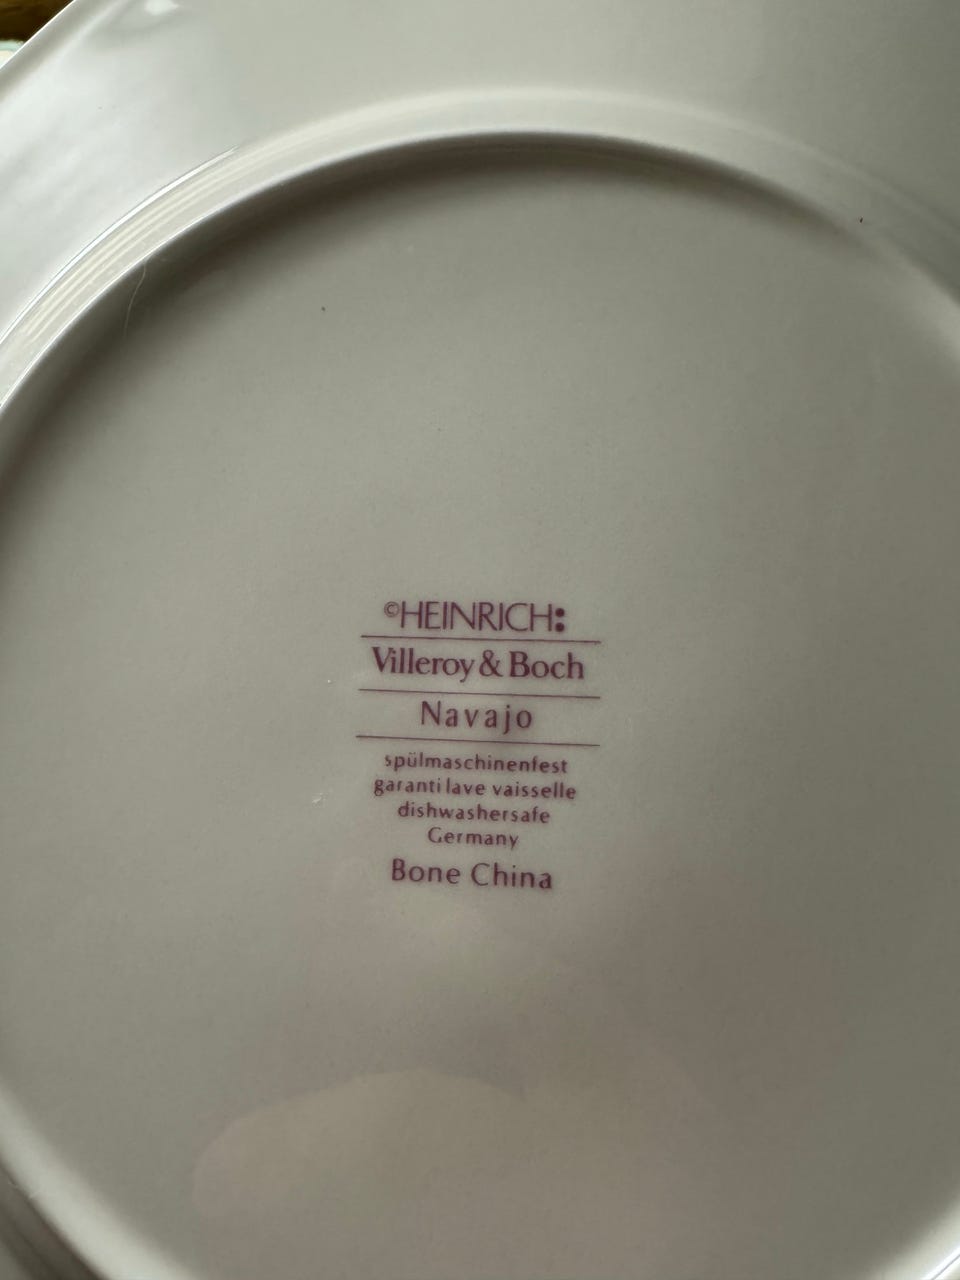 ©HEINRICH:
Villeroy & Boch
Navajo
spülmaschinenfest
garanti lave vaisselle
dishwashersafe
Germany
Bone China